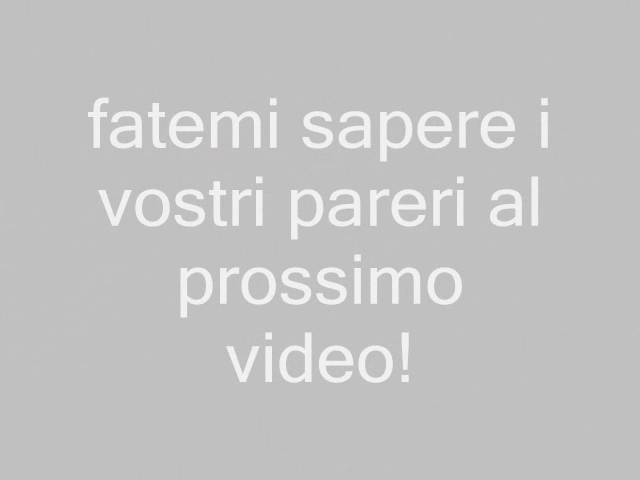 fatemi sapere i
vostri pareri al
prossimo
video!